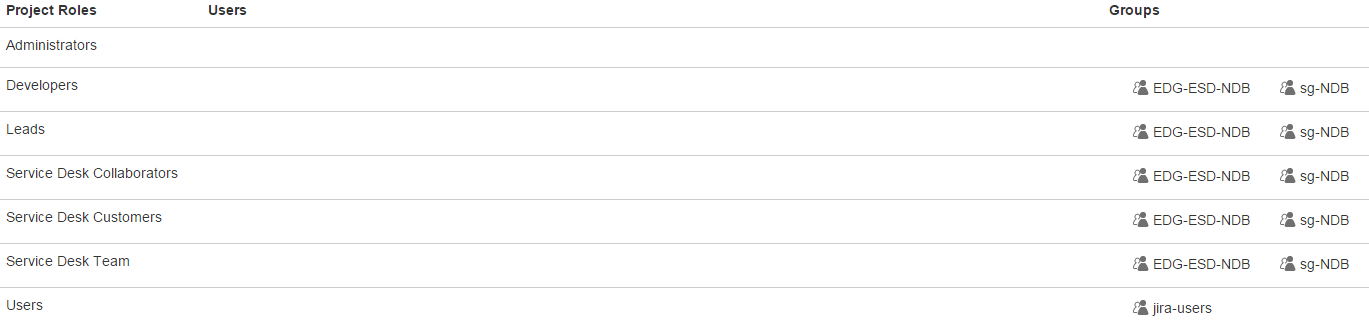 Project Roles Users Groups
Administrators
Developers EDG-ESD-NDB sg-NDB
Leads EDG-ESD-NDB sg-NDB
Service Desk Collaborators EDG-ESD-NDB sg-NDB
Service Desk Customers EDG-ESD-NDB sg-NDB
Service Desk Team EDG-ESD-NDB sg-NDB
Users jira-users